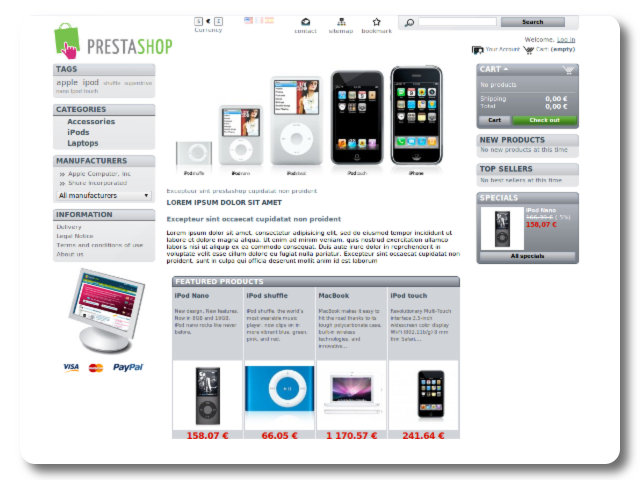 PRESTASHOP
$ € £
Currency
contact
sitemap
bookmark
Search
Welcome, Log in
Your Account
Cart: (empty)
TAGS
apple ipod shuffle superdrive
nano ipod touch
CATEGORIES
Accessories
iPods
Laptops
MANUFACTURERS
>> Apple Computer, Inc
>> Shure Incorporated
All manufacturers
INFORMATION
Delivery
Legal Notice
Terms and conditions of use
About us
VISA
PayPal
iPod shuffle
iPod nano
iPod classic
iPod touch
iPhone
Excepteur sint prestashop cupidatat non proident
LOREM IPSUM DOLOR SIT AMET
Excepteur sint occaecat cupidatat non proident
Lorem ipsum dolor sit amet, consectetur adipisicing elit, sed do eiusmod tempor incididunt ut
labore et dolore magna aliqua. Ut enim ad minim veniam, quis nostrud exercitation ullamco
laboris nisi ut aliquip ex ea commodo consequat. Duis aute irure dolor in reprehenderit in
voluptate velit esse cillum dolore eu fugiat nulla pariatur. Excepteur sint occaecat cupidatat non
proident, sunt in culpa qui officia deserunt mollit anim id est laborum
FEATURED PRODUCTS
iPod Nano
New design. New features.
Now in 8GB and 16GB.
iPod nano rocks like never
before.
158,07 €
iPod shuffle
iPod shuffle, the world's
most wearable music
player, now clips on in
more vibrant blue, green,
pink, and red.
66,05 €
MacBook
MacBook makes it easy to
hit the road thanks to its
tough polycarbonate case,
built-in wireless
technologies, and
innovative...
1 170,57 €
iPod touch
Revolutionary Multi-Touch
interface 3.5-inch
widescreen color display
Wi-Fi (802.11b/g) 8 mm
thin Safari,...
241,64 €
CART
No products
Shipping 0,00 €
Total 0,00 €
Cart
Check out
NEW PRODUCTS
No new products at this time
TOP SELLERS
No best sellers at this time
SPECIALS
iPod Nano
166,39 € (-5%)
158,07 €
All specials